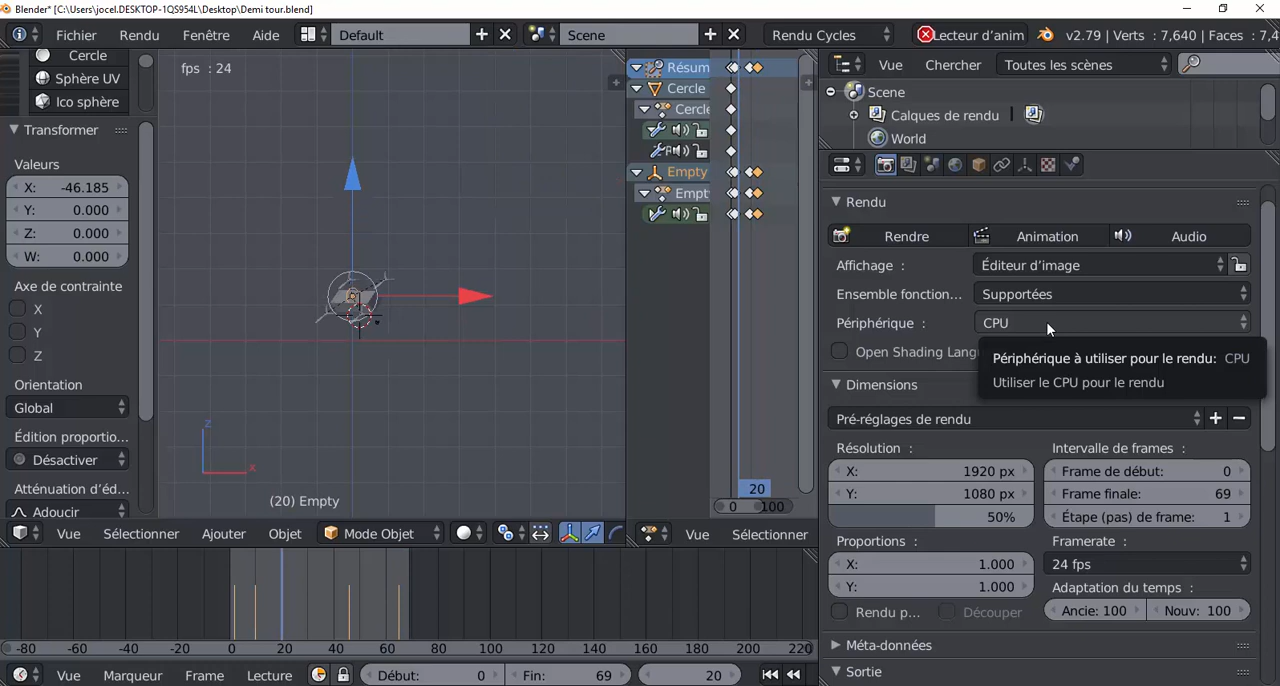 Blender* [C:\Users\jocel.DESKTOP-1QS954L\Desktop\Demi tour.blend]
Fichier Rendu Fenêtre Aide Default Scene Rendu Cycles Lecteur d'anim v2.79 | Verts : 7,640 | Faces : 7,4
Cercle
Sphère UV
Ico sphère
Transformer
Valeurs
X: -46.185
Y: 0.000
Z: 0.000
W: 0.000
Axe de contrainte
X
Y
Z
Orientation
Global
Édition proportio...
Désactiver
Atténuation d'éd...
Adoucir
fps : 24
(20) Empty
Vue Sélectionner Ajouter Objet Mode Objet
Résum
Cercle
Cercle
Empty
Empt
20
0 100
Vue Sélectionner
-80 -60 -40 -20 0 20 40 60 80 100 120 140 160 180 200 220
Vue Marqueur Frame Lecture Début: 0 Fin: 69 20
Vue Chercher Toutes les scènes
Scene
Calques de rendu
World
Rendu
Rendre Animation Audio
Affichage : Éditeur d'image
Ensemble fonction... Supportées
Périphérique : CPU
Open Shading Lang
Périphérique à utiliser pour le rendu: CPU
Utiliser le CPU pour le rendu
Dimensions
Pré-réglages de rendu
Résolution : Intervalle de frames :
X: 1920 px Frame de début: 0
Y: 1080 px Frame finale: 69
50% Étape (pas) de frame: 1
Proportions : Framerate :
X: 1.000 24 fps
Y: 1.000 Adaptation du temps :
Rendu p... Découper Ancie: 100 Nouv: 100
Méta-données
Sortie